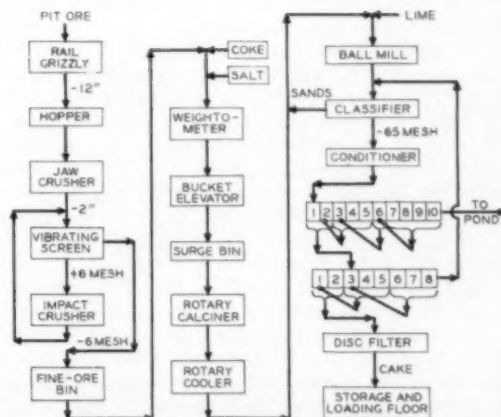 PIT ORE
RAIL GRIZZLY
-12"
HOPPER
JAW CRUSHER
-2"
VIBRATING SCREEN
+6 MESH
IMPACT CRUSHER
-6 MESH
FINE-ORE BIN
COKE
SALT
WEIGHTO-
METER
BUCKET ELEVATOR
SURGE BIN
ROTARY CALCINER
ROTARY COOLER
LIME
BALL MILL
SANDS
CLASSIFIER
-65 MESH
CONDITIONER
1 2 3 4 5 6 7 8 9 10
TO POND
1 2 3 4 5 6 7 8
DISC FILTER
CAKE
STORAGE AND LOADING FLOOR